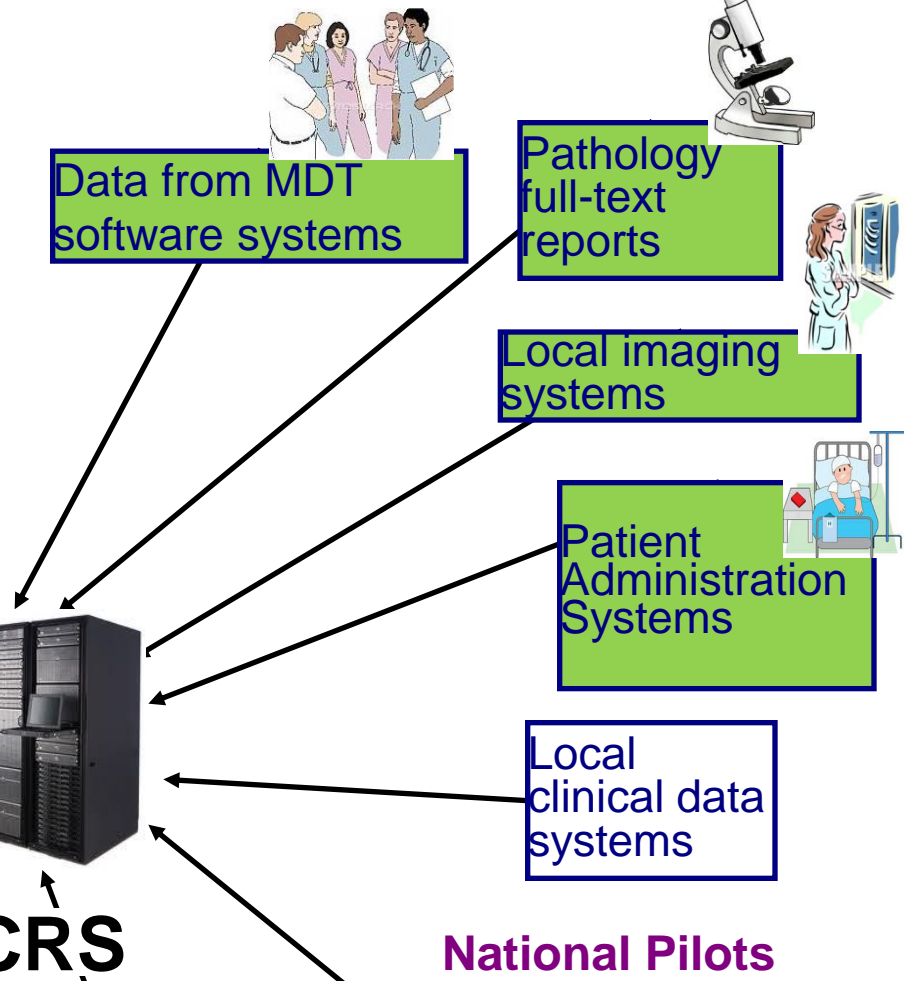 Data from MDT
software systems
Pathology
full-text
reports
Local imaging
systems
Patient
Administration
Systems
Local
clinical data
systems
CRS
National Pilots